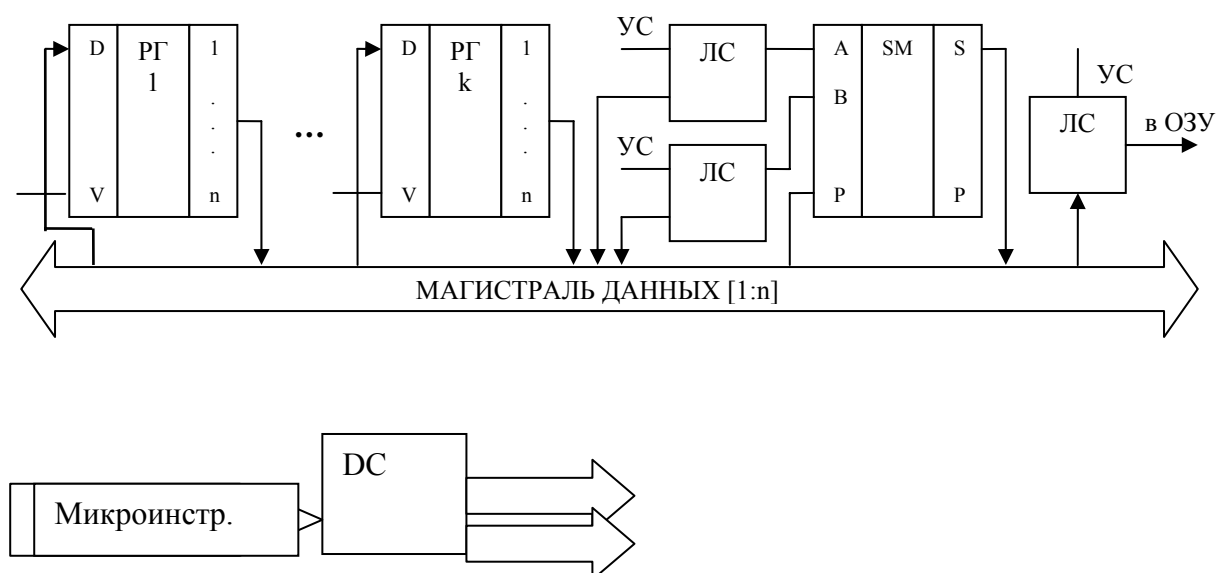 D РГ 1
1
.
.
.
V n
...
D РГ 1
k
.
.
.
V n
УС
ЛС
УС
ЛС
A SM S
B
P P
УС
ЛС
в ОЗУ
МАГИСТРАЛЬ ДАННЫХ [1:n]
Микроинстр.
DC